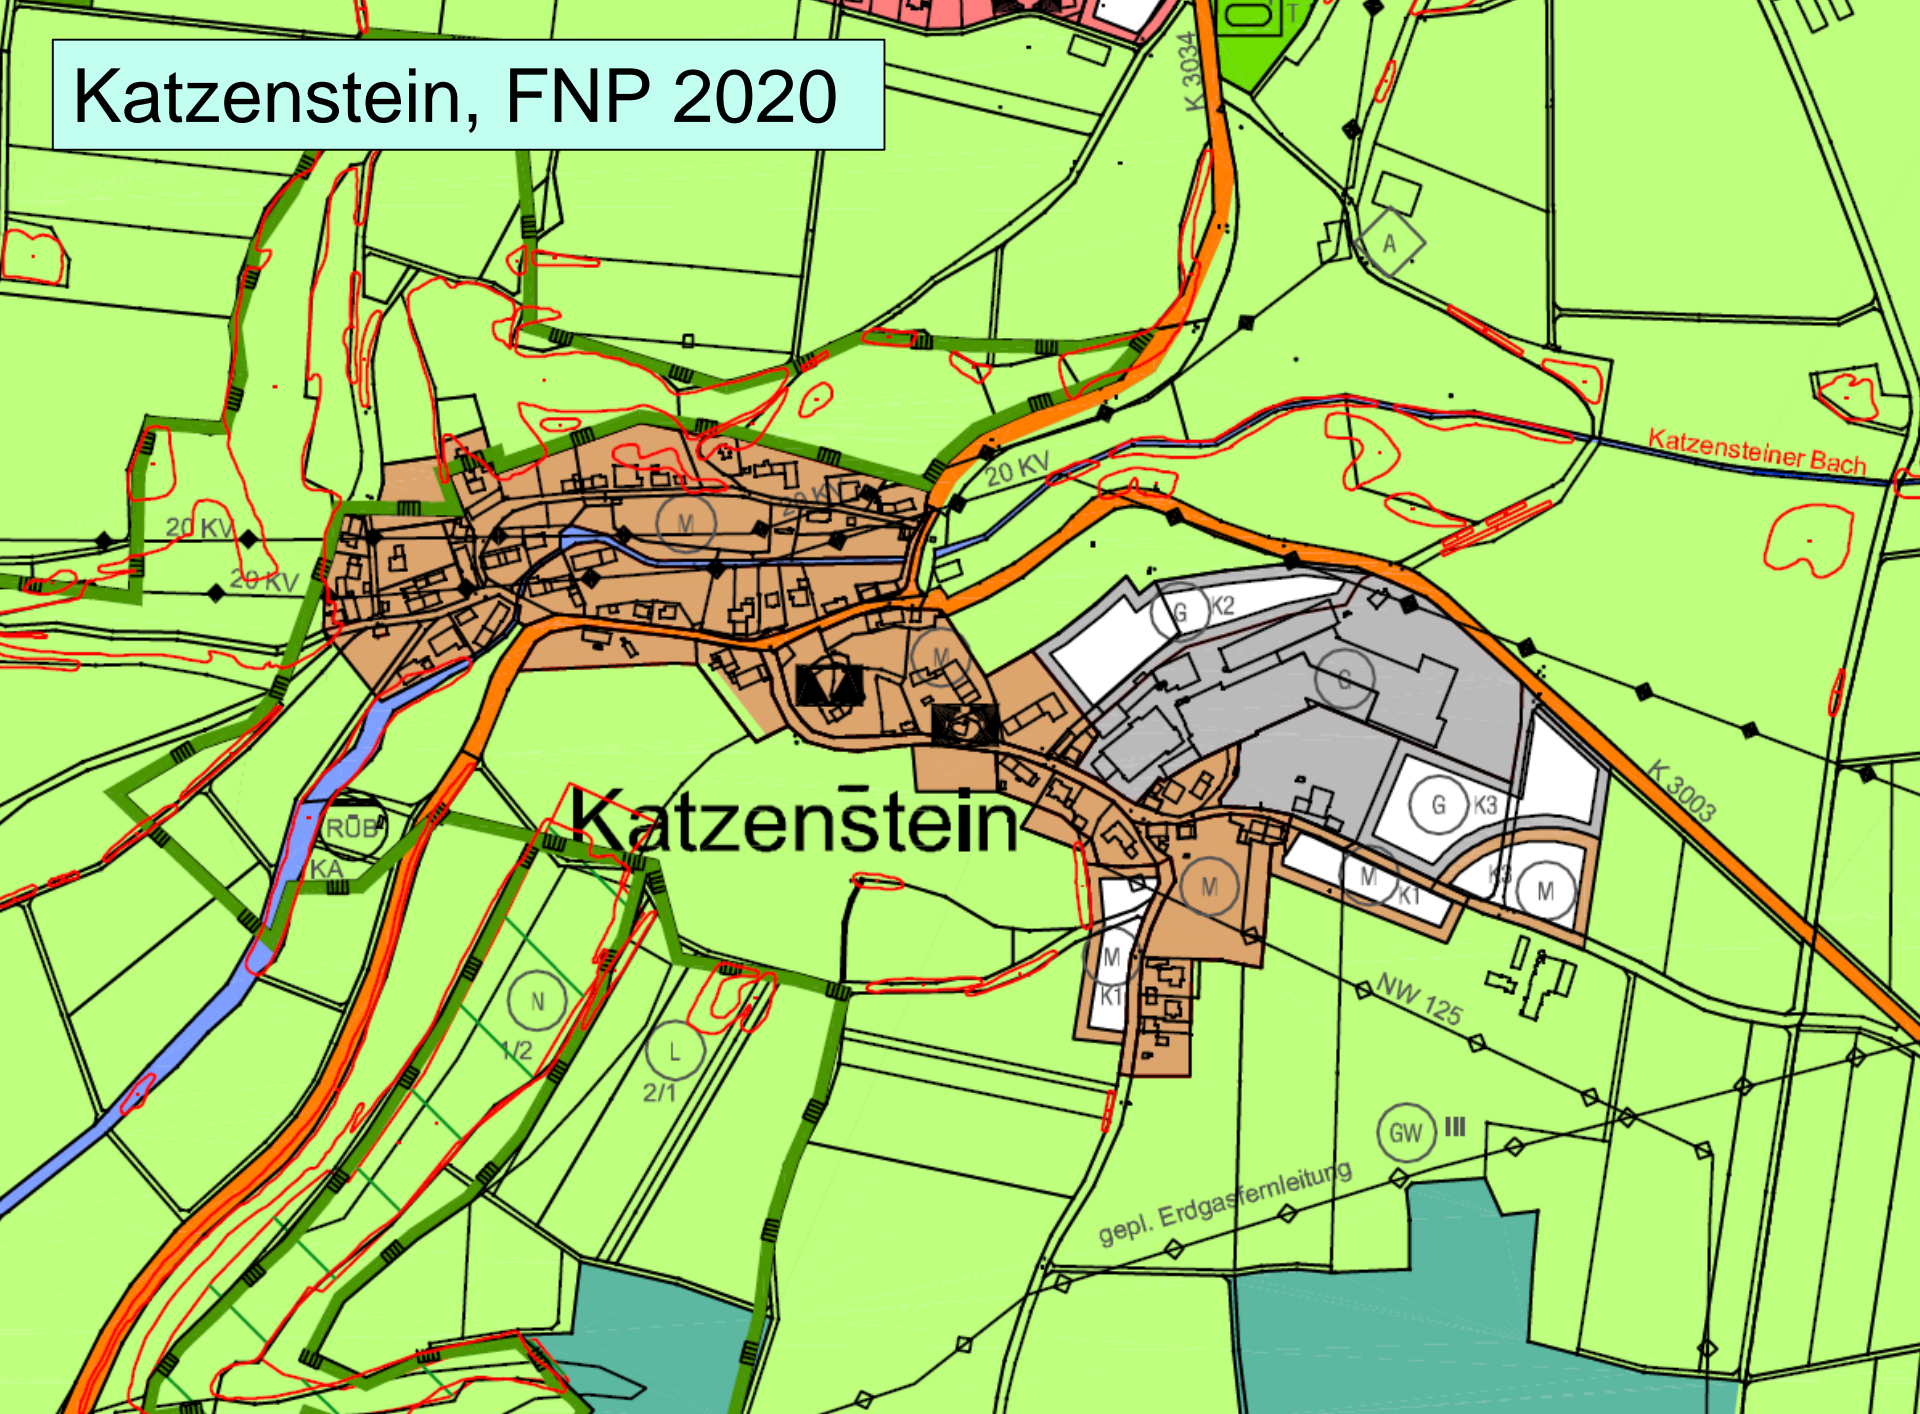 Katzenstein, FNP 2020
T
K 3034
A
Katzensteiner Bach
20 KV
20 KV
20 KV
20 KV
M
M
G
K2
G
G
K3
K 3003
Katzenstein
RÜB
KA
M
M
K1
K3
M
M
K1
N
1/2
L
2/1
NW 125
GW
III
gepl. Erdgasfernleitung